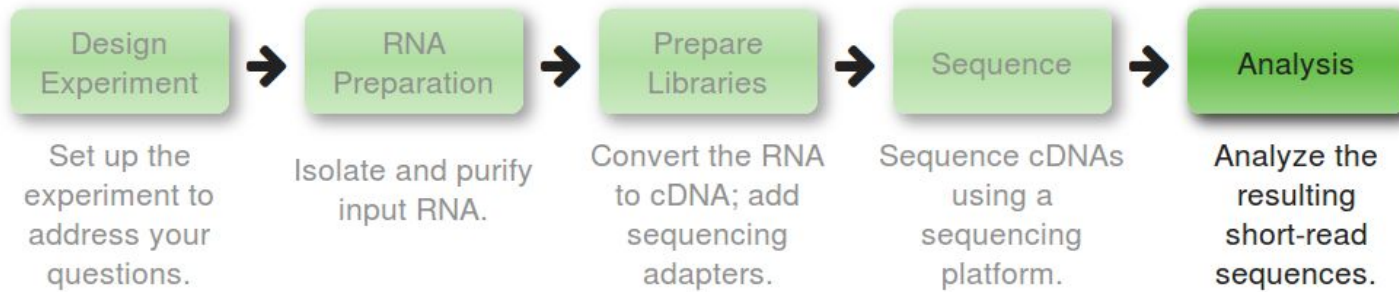 Design
Experiment
RNA
Preparation
Prepare
Libraries
Sequence
Analysis
Set up the
experiment to
address your
questions.
Isolate and purify
input RNA.
Convert the RNA
to cDNA; add
sequencing
adapters.
Sequence cDNAs
using a
sequencing
platform.
Analyze the
resulting
short-read
sequences.